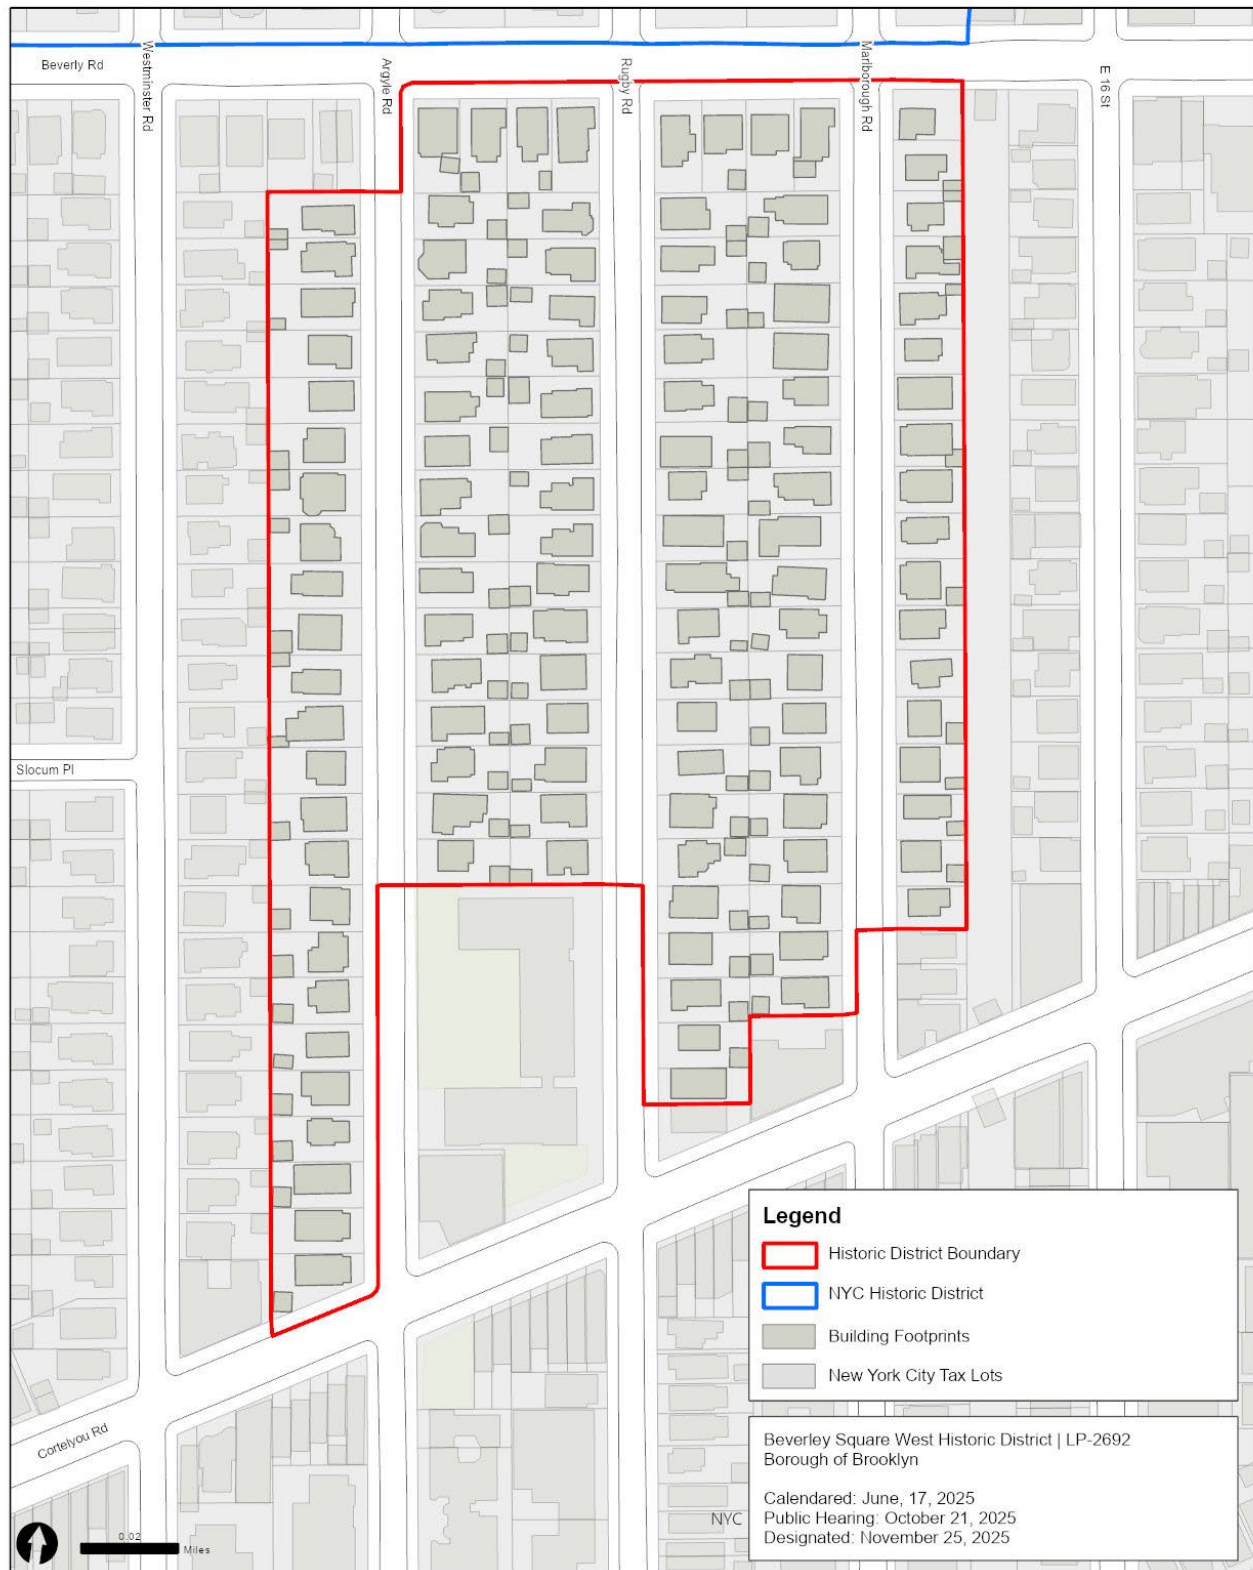 Beverly Rd
Westminster Rd
Argyle Rd
Rugby Rd
Marlborough Rd
E 16 St
Slocum Pl
Cortelyou Rd
Legend
Historic District Boundary
NYC Historic District
Building Footprints
New York City Tax Lots
Beverley Square West Historic District | LP-2692
Borough of Brooklyn
Calendared: June, 17, 2025
Public Hearing: October 21, 2025
Designated: November 25, 2025
NYC
0.02
Miles